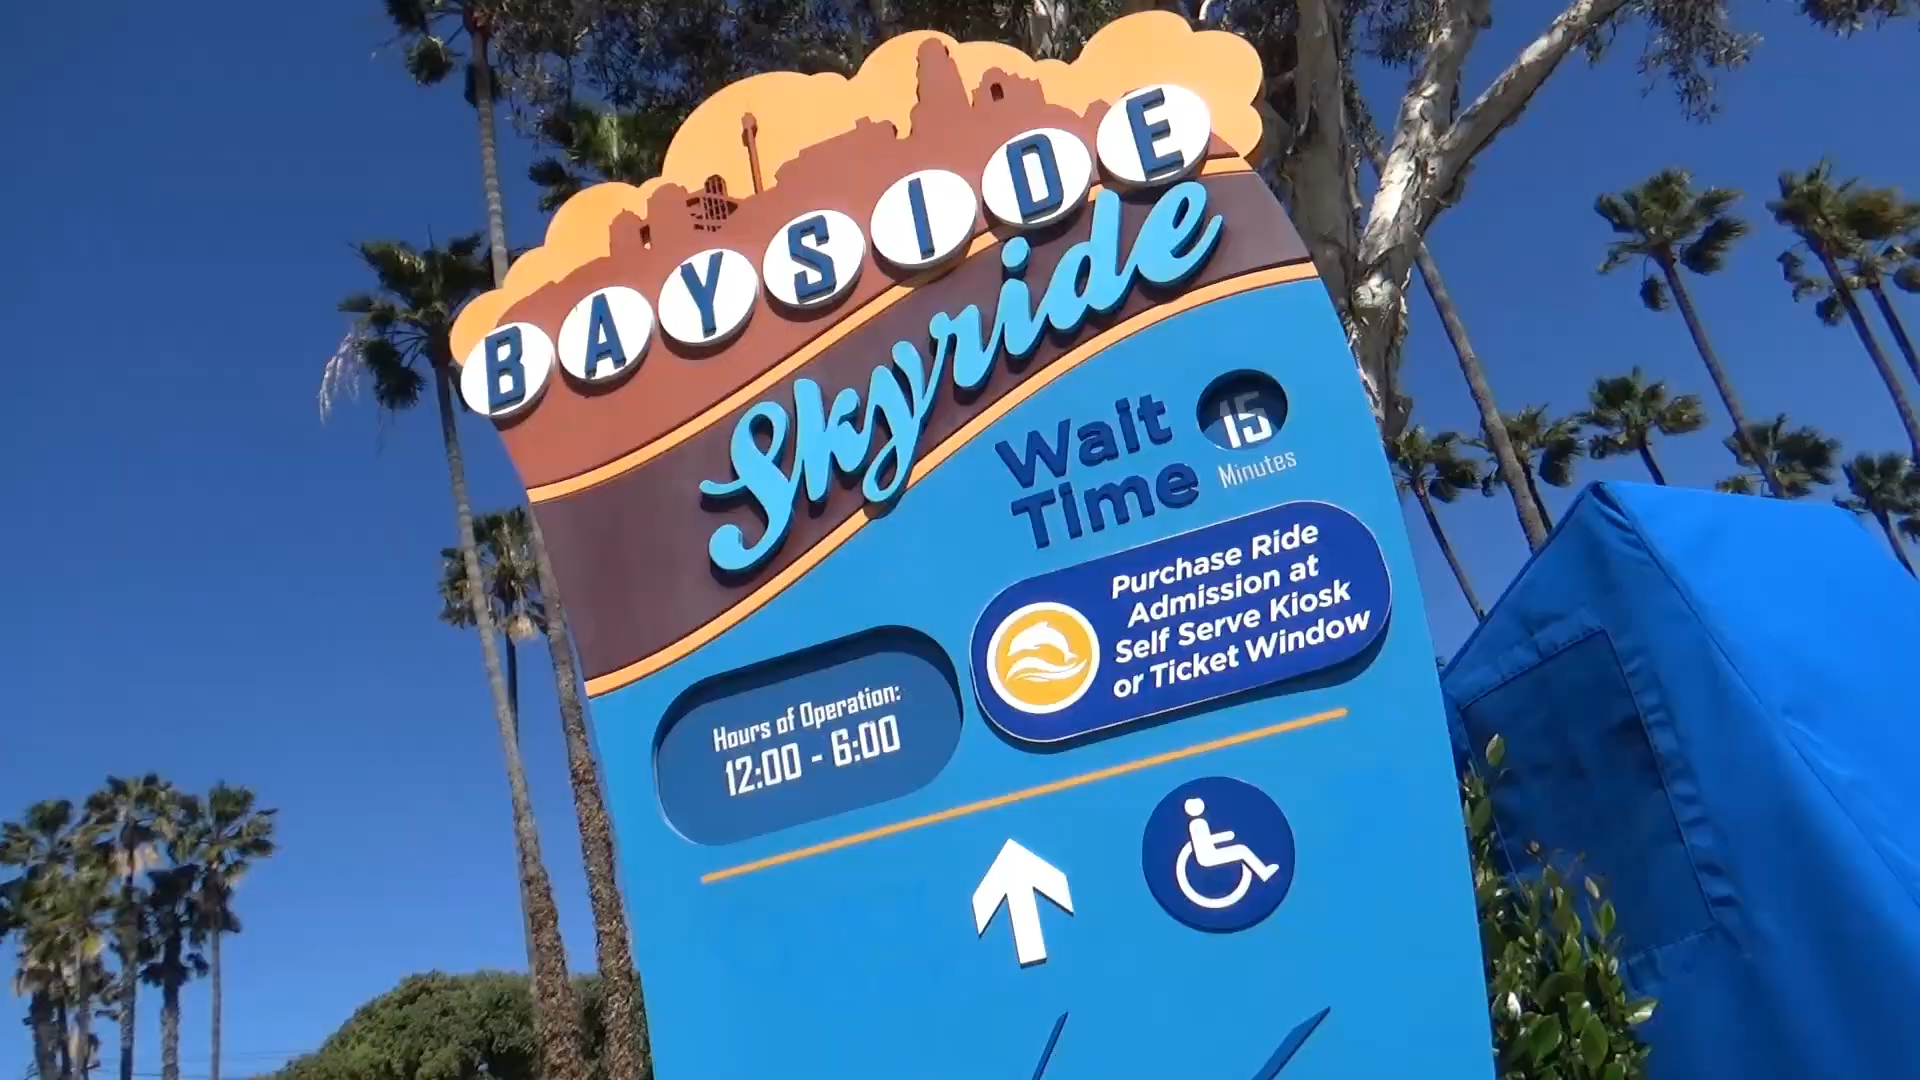 BAYSIDE
Skyride
Wait
Time
15
Minutes
Purchase Ride
Admission at
Self Serve Kiosk
or Ticket Window
Hours of Operation:
12:00 - 6:00